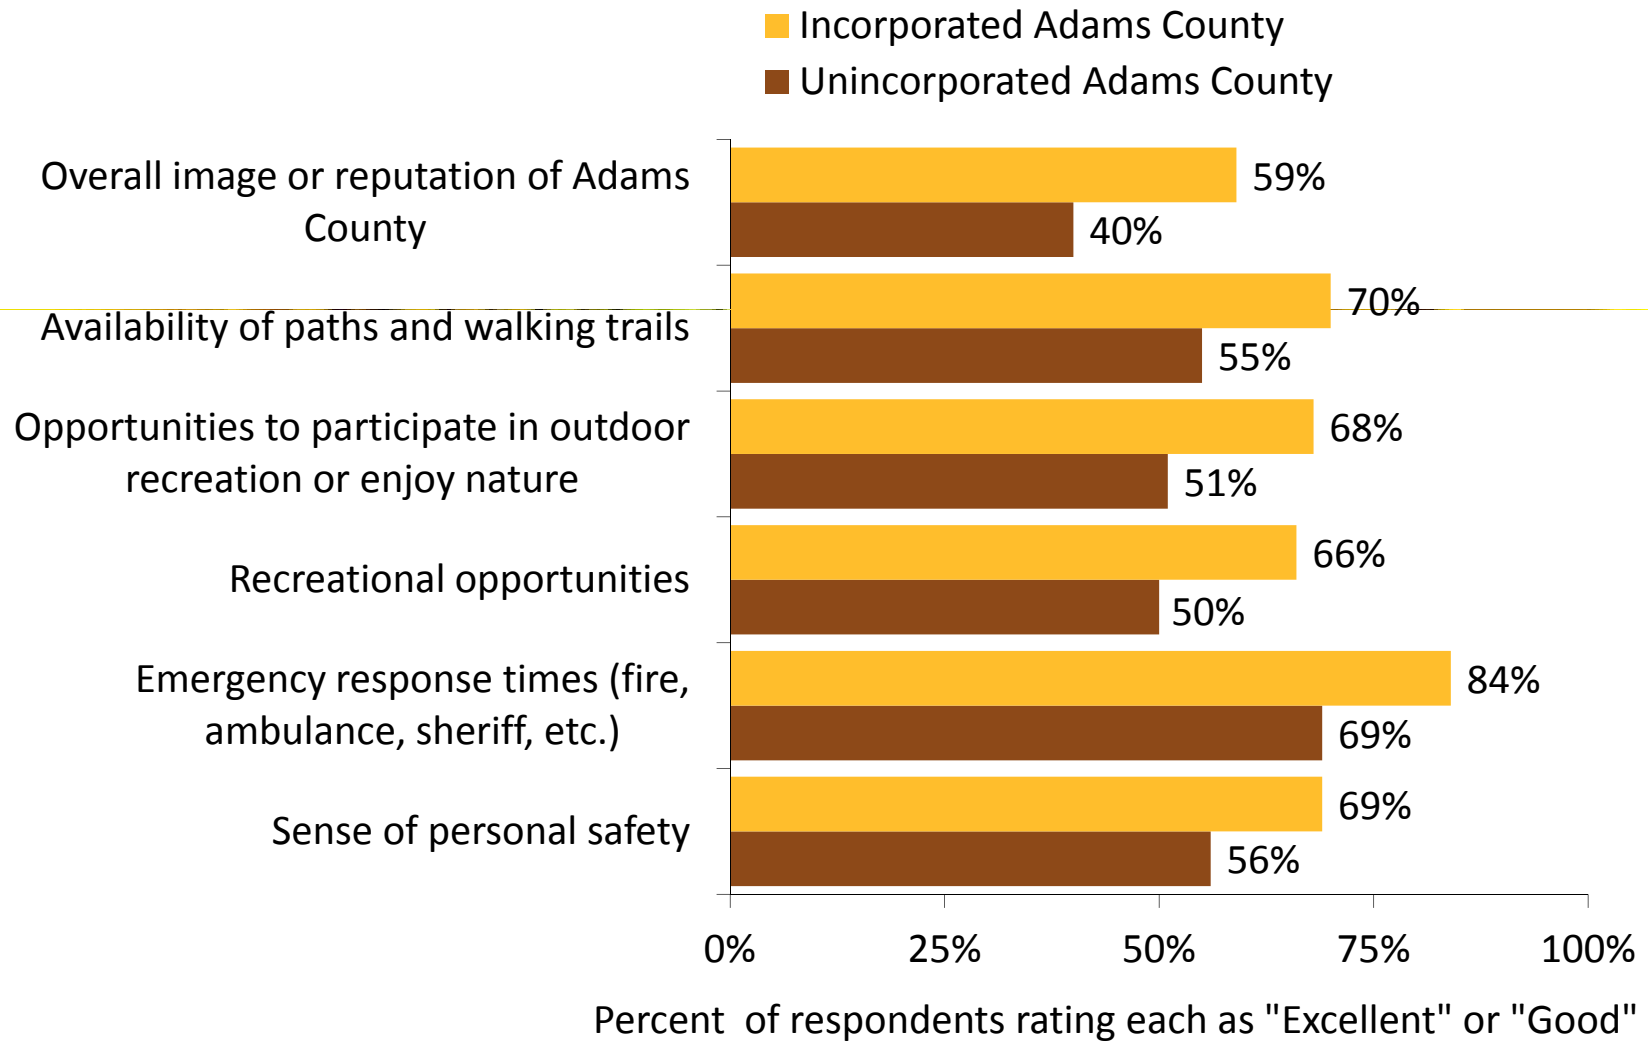 Incorporated Adams County
Unincorporated Adams County
Overall image or reputation of Adams
County
59%
40%
Availability of paths and walking trails
70%
55%
Opportunities to participate in outdoor
recreation or enjoy nature
68%
51%
Recreational opportunities
66%
50%
Emergency response times (fire,
ambulance, sheriff, etc.)
84%
69%
Sense of personal safety
69%
56%
0% 25% 50% 75% 100%
Percent of respondents rating each as "Excellent" or "Good"